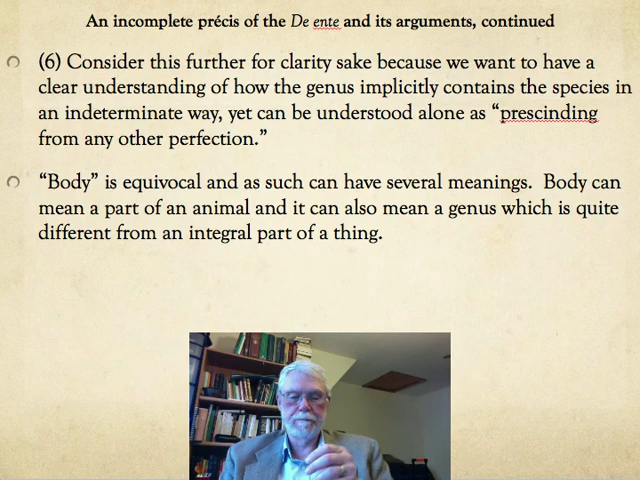 An incomplete précis of the De ente and its arguments, continued
(6) Consider this further for clarity sake because we want to have a
clear understanding of how the genus implicitly contains the species in
an indeterminate way, yet can be understood alone as “prescinding
from any other perfection.”
“Body” is equivocal and as such can have several meanings.  Body can
mean a part of an animal and it can also mean a genus which is quite
different from an integral part of a thing.